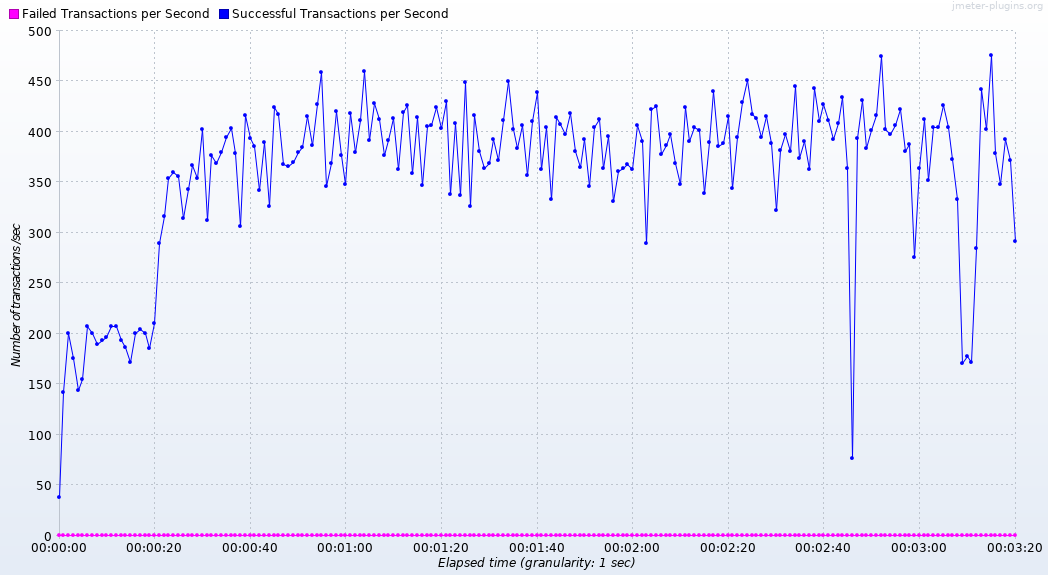 jmeter-plugins.org
Failed Transactions per Second Successful Transactions per Second
500
450
400
350
300
250
200
150
100
50
0
Number of transactions/sec
00:00:00 00:00:20 00:00:40 00:01:00 00:01:20 00:01:40 00:02:00 00:02:20 00:02:40 00:03:00 00:03:20
Elapsed time (granularity: 1 sec)